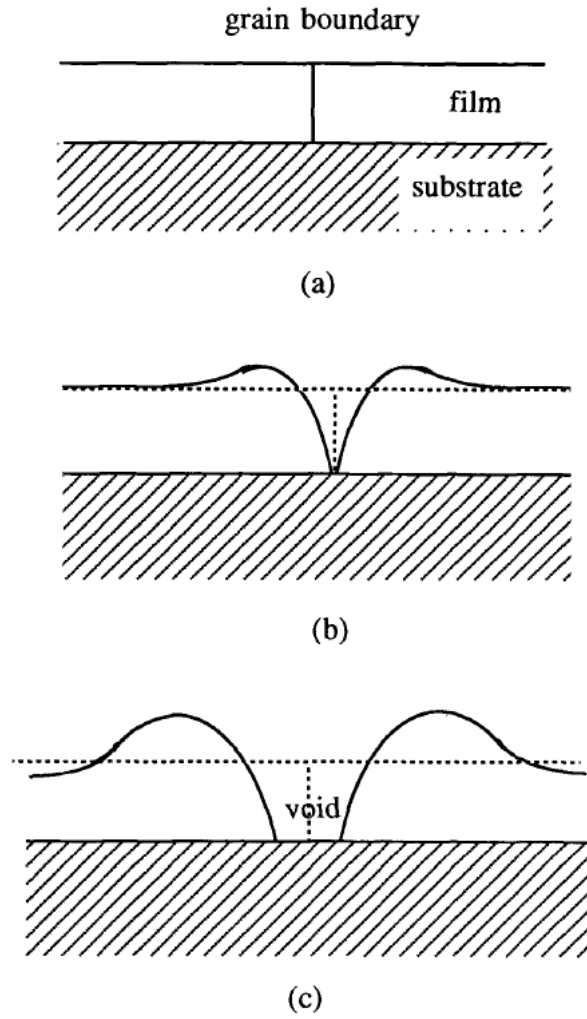 grain boundary
film
substrate
(a)
(b)
void
(c)